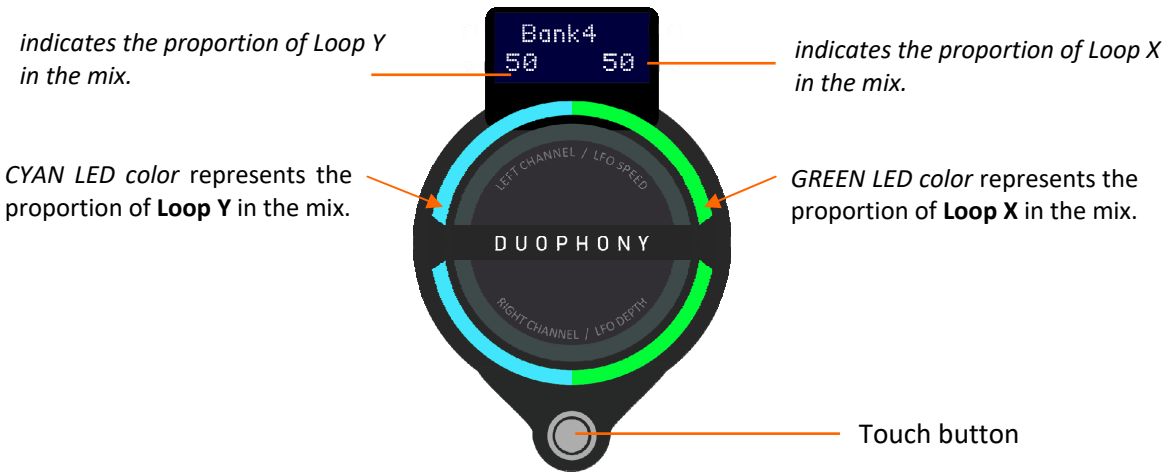 Bank4
50 50
indicates the proportion of Loop Y
in the mix.
indicates the proportion of Loop X
in the mix.
CYAN LED color represents the
proportion of Loop Y in the mix.
GREEN LED color represents the
proportion of Loop X in the mix.
LEFT CHANNEL / LFO SPEED
DUOPHONY
RIGHT CHANNEL / LFO DEPTH
Touch button